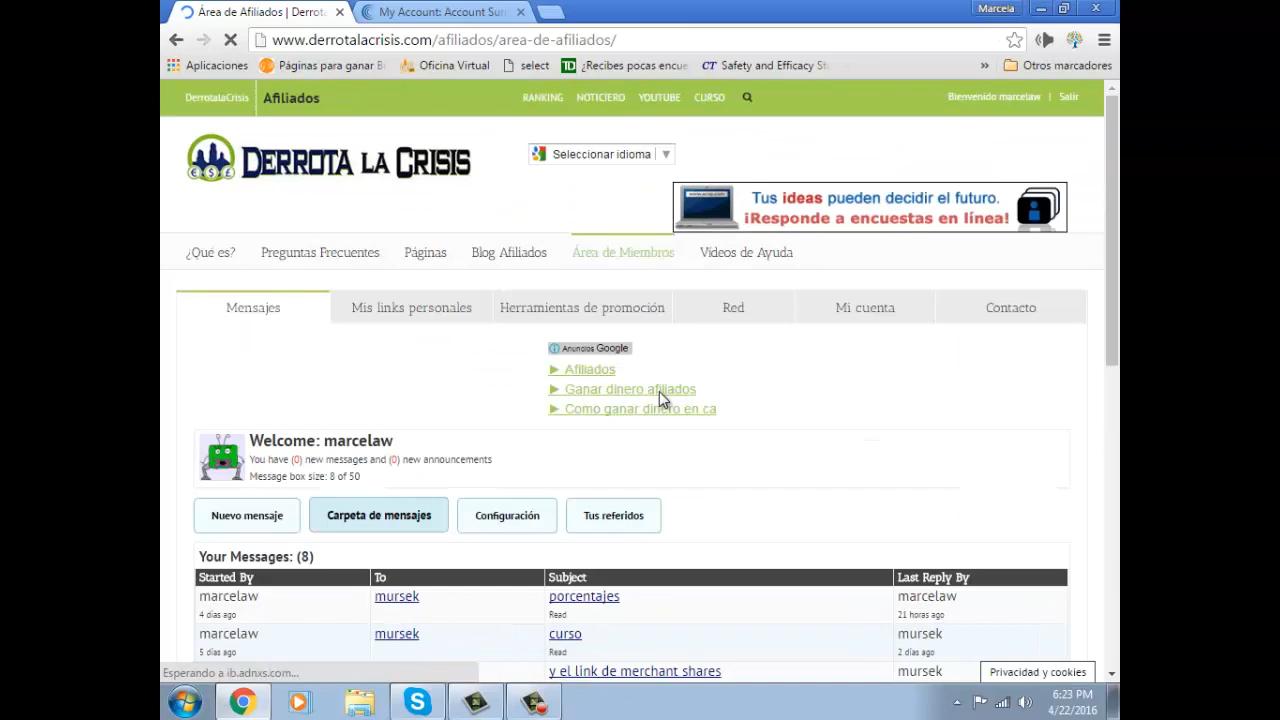 Área de Afiliados | Derrota
My Account: Account Sum
Marcela
www.derrotalacrisis.com/afiliados/area-de-afiliados/
Aplicaciones
Páginas para ganar Bi
Oficina Virtual
select
TD
¿Recibes pocas encue
CT
Safety and Efficacy St
»
Otros marcadores
DerrotalaCrisis
Afiliados
RANKING
NOTICIERO
YOUTUBE
CURSO
Bienvenido marcelaw
| Salir
DERROTA LA CRISIS
Seleccionar idioma
Tus ideas pueden decidir el futuro.
¡Responde a encuestas en línea!
¿Qué es?
Preguntas Frecuentes
Páginas
Blog Afiliados
Área de Miembros
Vídeos de Ayuda
Mensajes
Mis links personales
Herramientas de promoción
Red
Mi cuenta
Contacto
Anuncios Google
► Afiliados
► Ganar dinero afiliados
► Como ganar dinero en ca
Welcome: marcelaw
You have (0) new messages and (0) new announcements
Message box size: 8 of 50
Nuevo mensaje
Carpeta de mensajes
Configuración
Tus referidos
Your Messages: (8)
Started By
To
Subject
Last Reply By
marcelaw
mursek
porcentajes
marcelaw
4 días ago
Read
21 horas ago
marcelaw
mursek
curso
mursek
5 días ago
Read
2 días ago
y el link de merchant shares
mursek
Esperando a ib.adnxs.com...
Privacidad y cookies
6:23 PM
4/22/2016